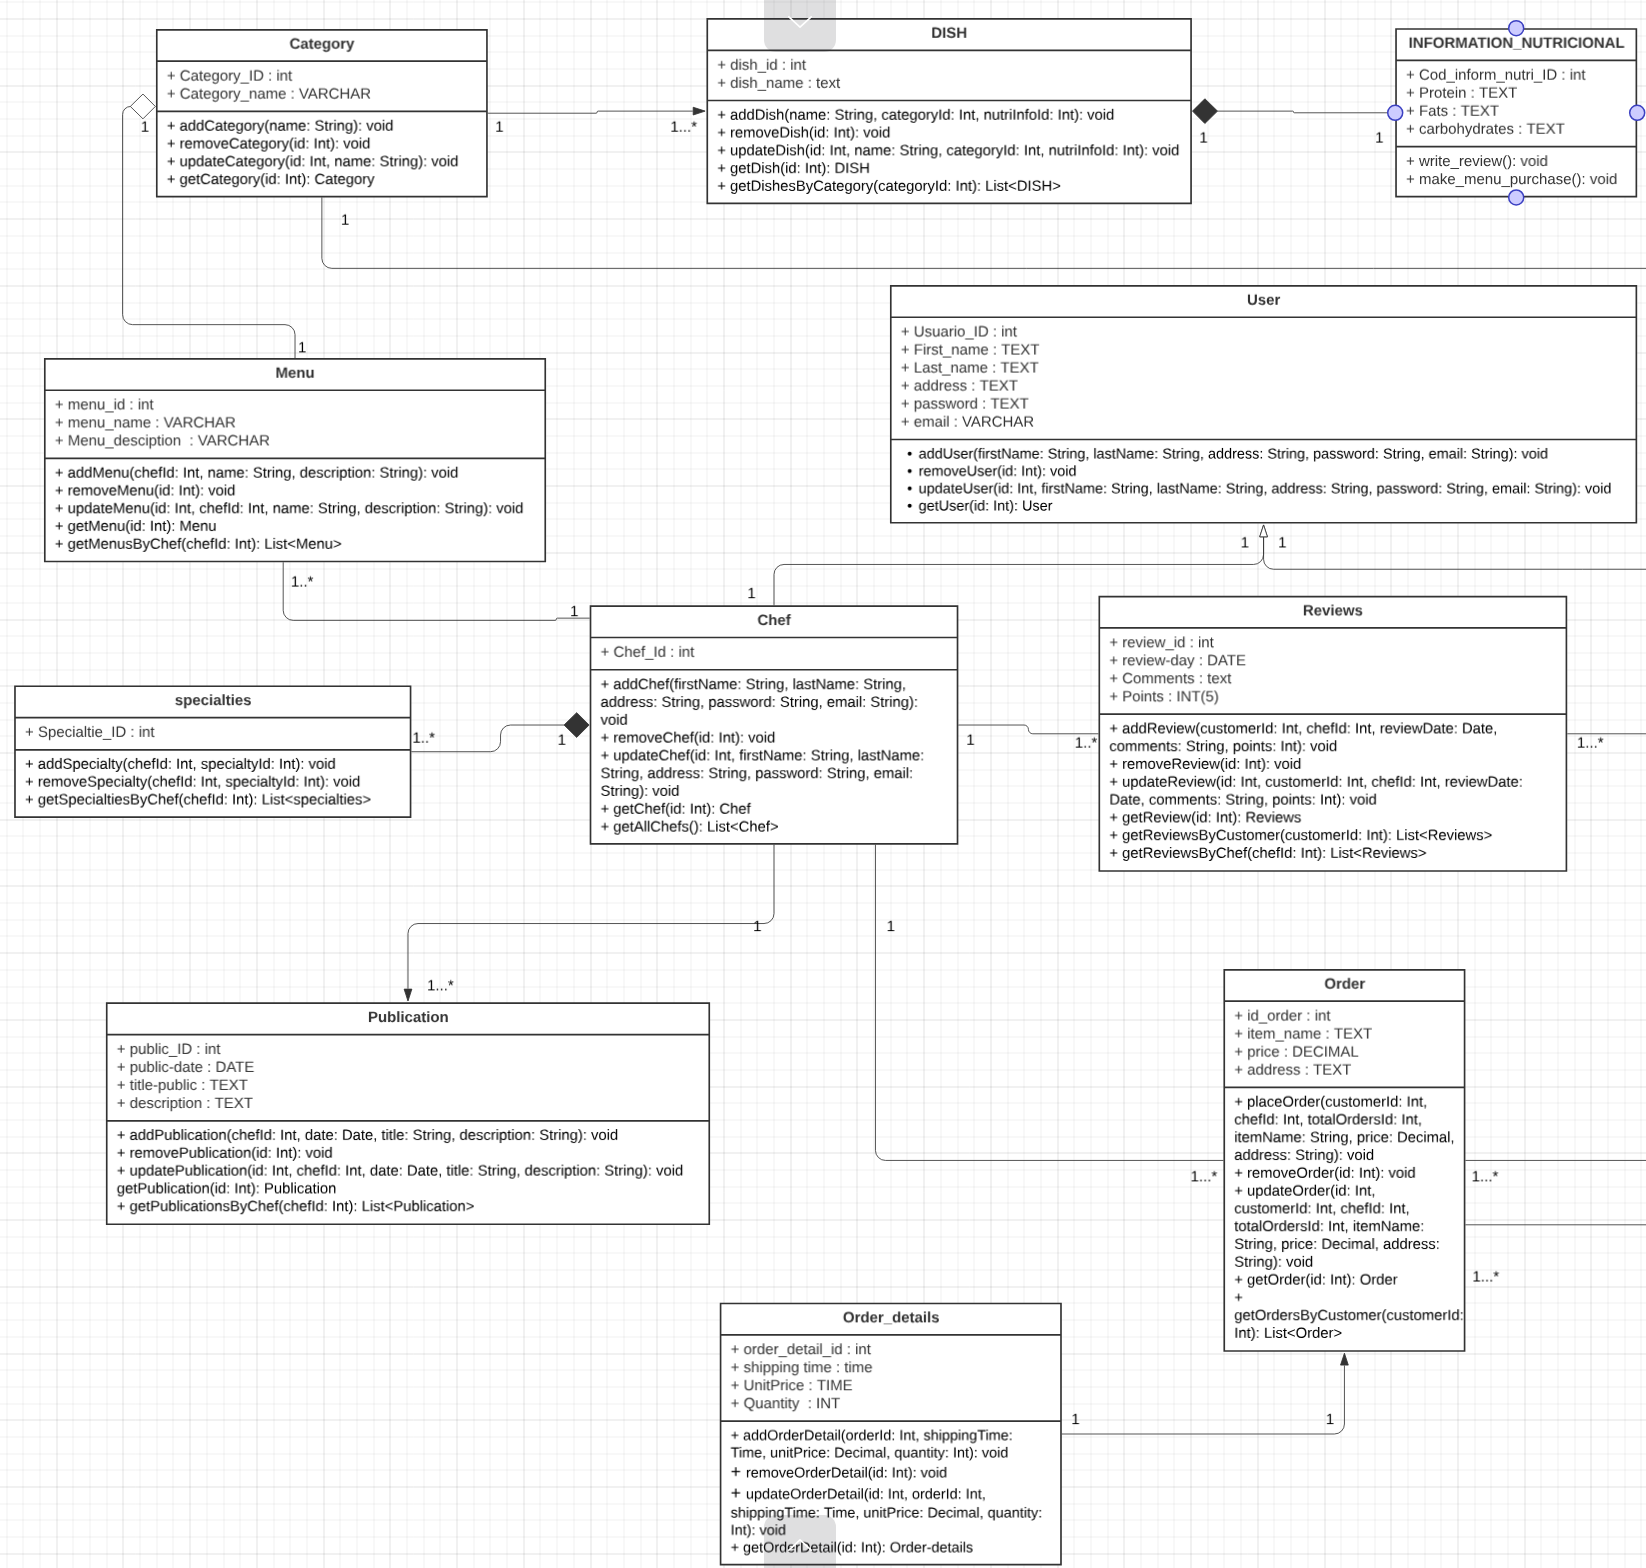 Category
+ Category_ID : int
+ Category_name : VARCHAR
+ addCategory(name: String): void
+ removeCategory(id: Int): void
+ updateCategory(id: Int, name: String): void
+ getCategory(id: Int): Category
1
1
1...*
1
DISH
+ dish_id : int
+ dish_name : text
+ addDish(name: String, categoryId: Int, nutriInfoId: Int): void
+ removeDish(id: Int): void
+ updateDish(id: Int, name: String, categoryId: Int, nutriInfoId: Int): void
+ getDish(id: Int): DISH
+ getDishesByCategory(categoryId: Int): List<DISH>
1
1
INFORMATION_NUTRICIONAL
+ Cod_inform_nutri_ID : int
+ Protein : TEXT
+ Fats : TEXT
+ carbohydrates : TEXT
+ write_review(): void
+ make_menu_purchase(): void
User
+ Usuario_ID : int
+ First_name : TEXT
+ Last_name : TEXT
+ address : TEXT
+ password : TEXT
+ email : VARCHAR
• addUser(firstName: String, lastName: String, address: String, password: String, email: String): void
• removeUser(id: Int): void
• updateUser(id: Int, firstName: String, lastName: String, address: String, password: String, email: String): void
• getUser(id: Int): User
1
1
1
Menu
+ menu_id : int
+ menu_name : VARCHAR
+ Menu_desciption : VARCHAR
+ addMenu(chefId: Int, name: String, description: String): void
+ removeMenu(id: Int): void
+ updateMenu(id: Int, chefId: Int, name: String, description: String): void
+ getMenu(id: Int): Menu
+ getMenusByChef(chefId: Int): List<Menu>
1..*
1
1
Chef
+ Chef_Id : int
+ addChef(firstName: String, lastName: String,
address: String, password: String, email: String):
void
+ removeChef(id: Int): void
+ updateChef(id: Int, firstName: String, lastName:
String, address: String, password: String, email:
String): void
+ getChef(id: Int): Chef
+ getAllChefs(): List<Chef>
Reviews
+ review_id : int
+ review-day : DATE
+ Comments : text
+ Points : INT(5)
+ addReview(customerId: Int, chefId: Int, reviewDate: Date,
comments: String, points: Int): void
+ removeReview(id: Int): void
+ updateReview(id: Int, customerId: Int, chefId: Int, reviewDate:
Date, comments: String, points: Int): void
+ getReview(id: Int): Reviews
+ getReviewsByCustomer(customerId: Int): List<Reviews>
+ getReviewsByChef(chefId: Int): List<Reviews>
specialties
+ Specialtie_ID : int
+ addSpecialty(chefId: Int, specialtyId: Int): void
+ removeSpecialty(chefId: Int, specialtyId: Int): void
+ getSpecialtiesByChef(chefId: Int): List<specialties>
1..*
1
1
1..*
1...*
1
1
1...*
Publication
+ public_ID : int
+ public-date : DATE
+ title-public : TEXT
+ description : TEXT
+ addPublication(chefId: Int, date: Date, title: String, description: String): void
+ removePublication(id: Int): void
+ updatePublication(id: Int, chefId: Int, date: Date, title: String, description: String): void
getPublication(id: Int): Publication
+ getPublicationsByChef(chefId: Int): List<Publication>
Order
+ id_order : int
+ item_name : TEXT
+ price : DECIMAL
+ address : TEXT
+ placeOrder(customerId: Int,
chefId: Int, totalOrdersId: Int,
itemName: String, price: Decimal,
address: String): void
+ removeOrder(id: Int): void
+ updateOrder(id: Int,
customerId: Int, chefId: Int,
totalOrdersId: Int, itemName:
String, price: Decimal, address:
String): void
+ getOrder(id: Int): Order
+
getOrdersByCustomer(customerId:
Int): List<Order>
1...*
1...*
1...*
Order_details
+ order_detail_id : int
+ shipping time : time
+ UnitPrice : TIME
+ Quantity : INT
+ addOrderDetail(orderId: Int, shippingTime:
Time, unitPrice: Decimal, quantity: Int): void
+ removeOrderDetail(id: Int): void
+ updateOrderDetail(id: Int, orderId: Int,
shippingTime: Time, unitPrice: Decimal, quantity:
Int): void
+ getOrderDetail(id: Int): Order-details
1
1